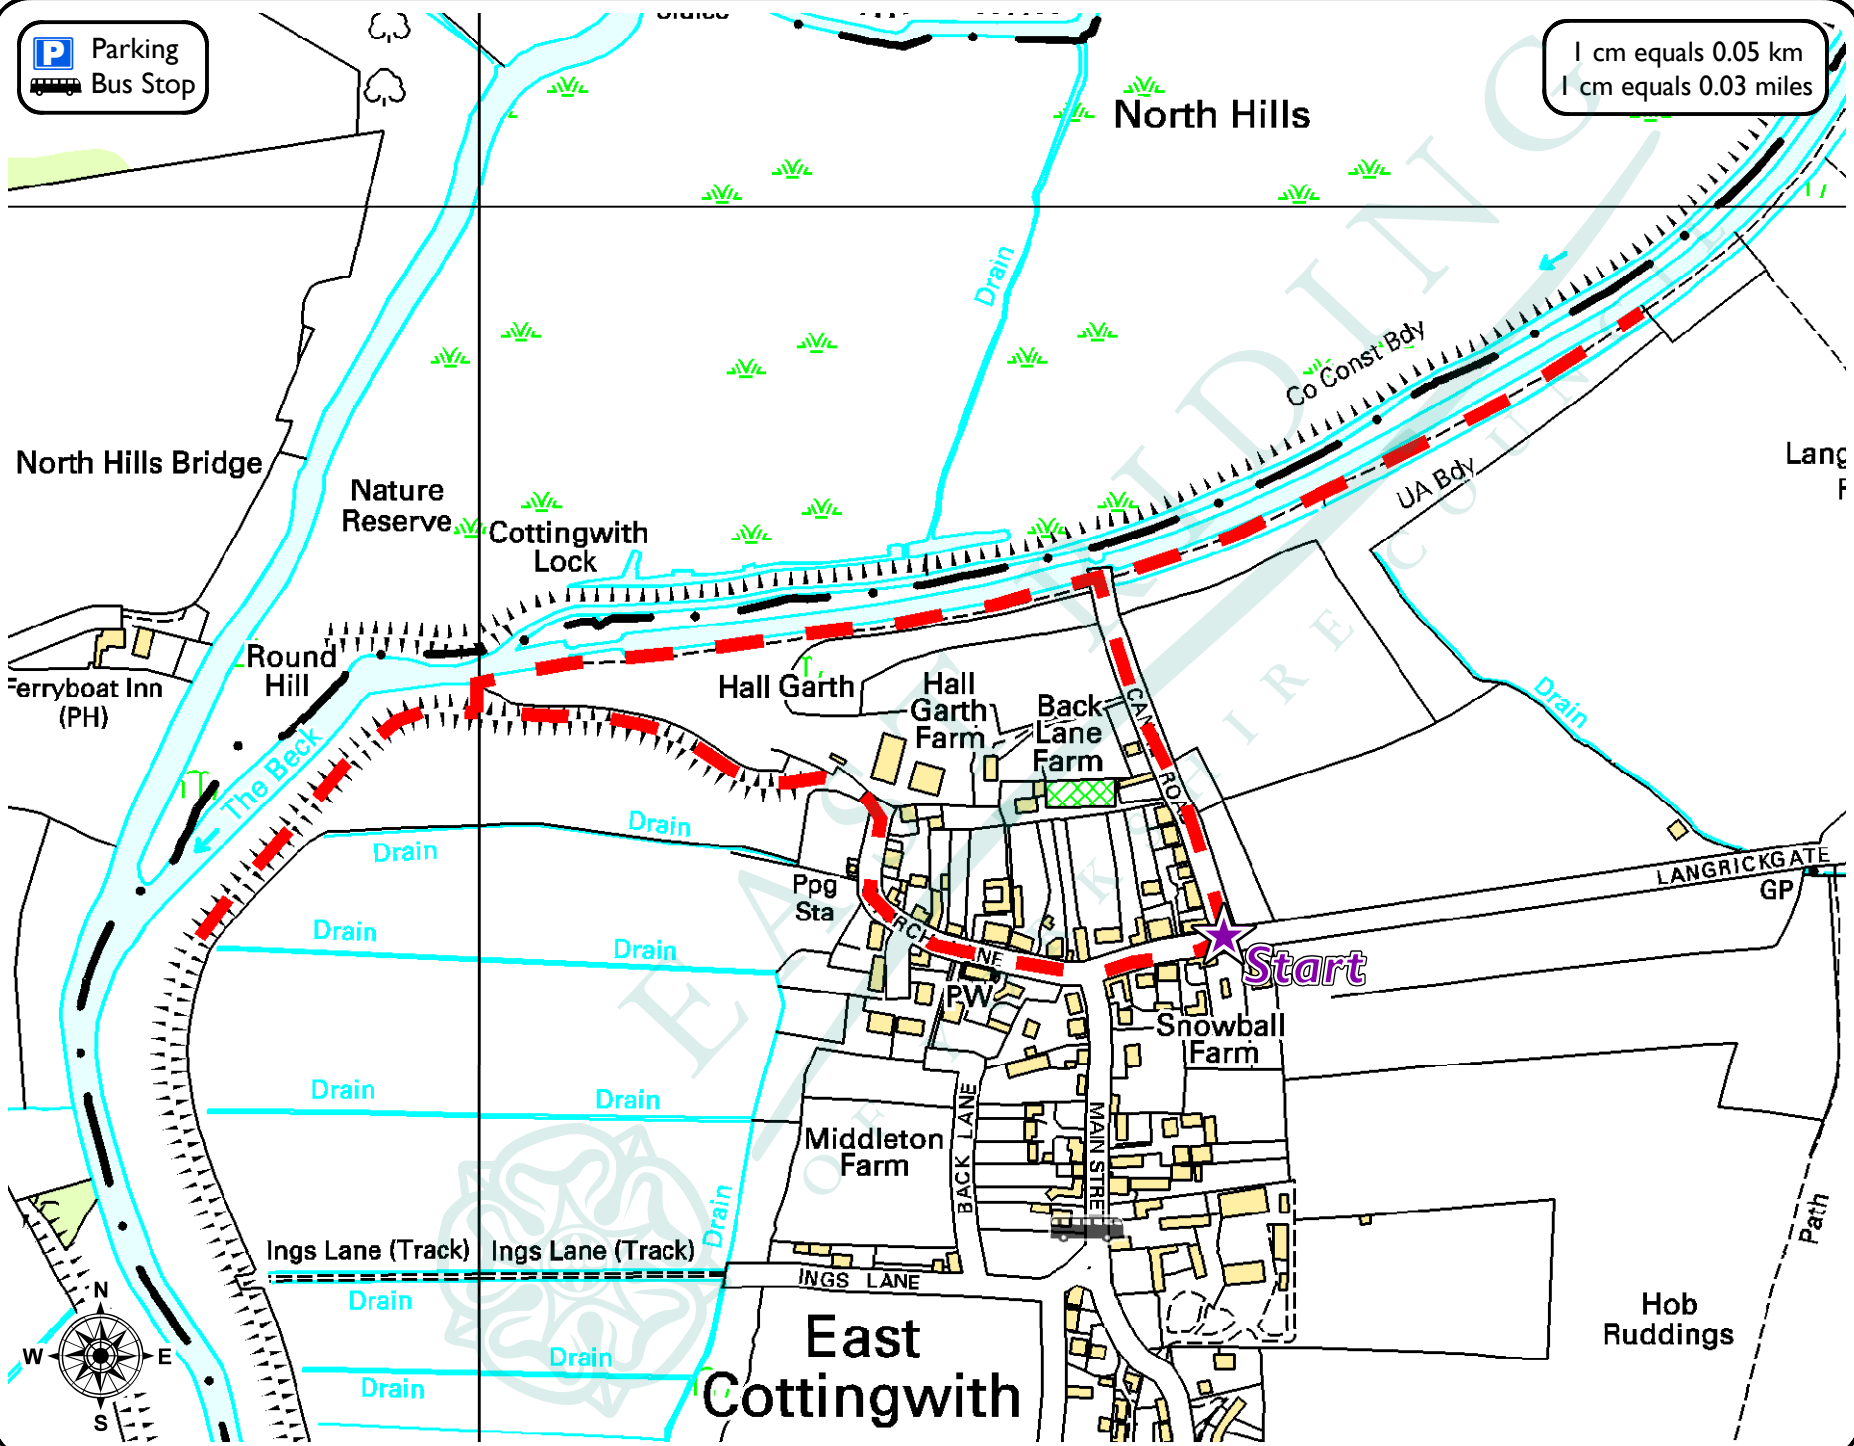 P Parking
Bus Stop
1 cm equals 0.05 km
1 cm equals 0.03 miles
North Hills
Drain
Co Const Bdy
UA Bdy
North Hills Bridge
Nature
Reserve
Cottingwith
Lock
Round
Hill
Ferryboat Inn
(PH)
The Beck
Hall Garth
Hall
Garth
Farm
Back
Lane
Farm
Drain
LANGRICKGATE
GP
Drain
Drain
Ppg
Sta
Drain
Drain
PW
Start
Snowball
Farm
Drain
Drain
Middleton
Farm
BACK LANE
MAIN STRE
Drain
Path
Ings Lane (Track)
Ings Lane (Track)
INGS LANE
Drain
Hob
Ruddings
East
Cottingwith
Drain
Drain
N
W
E
S
EAST RIDING